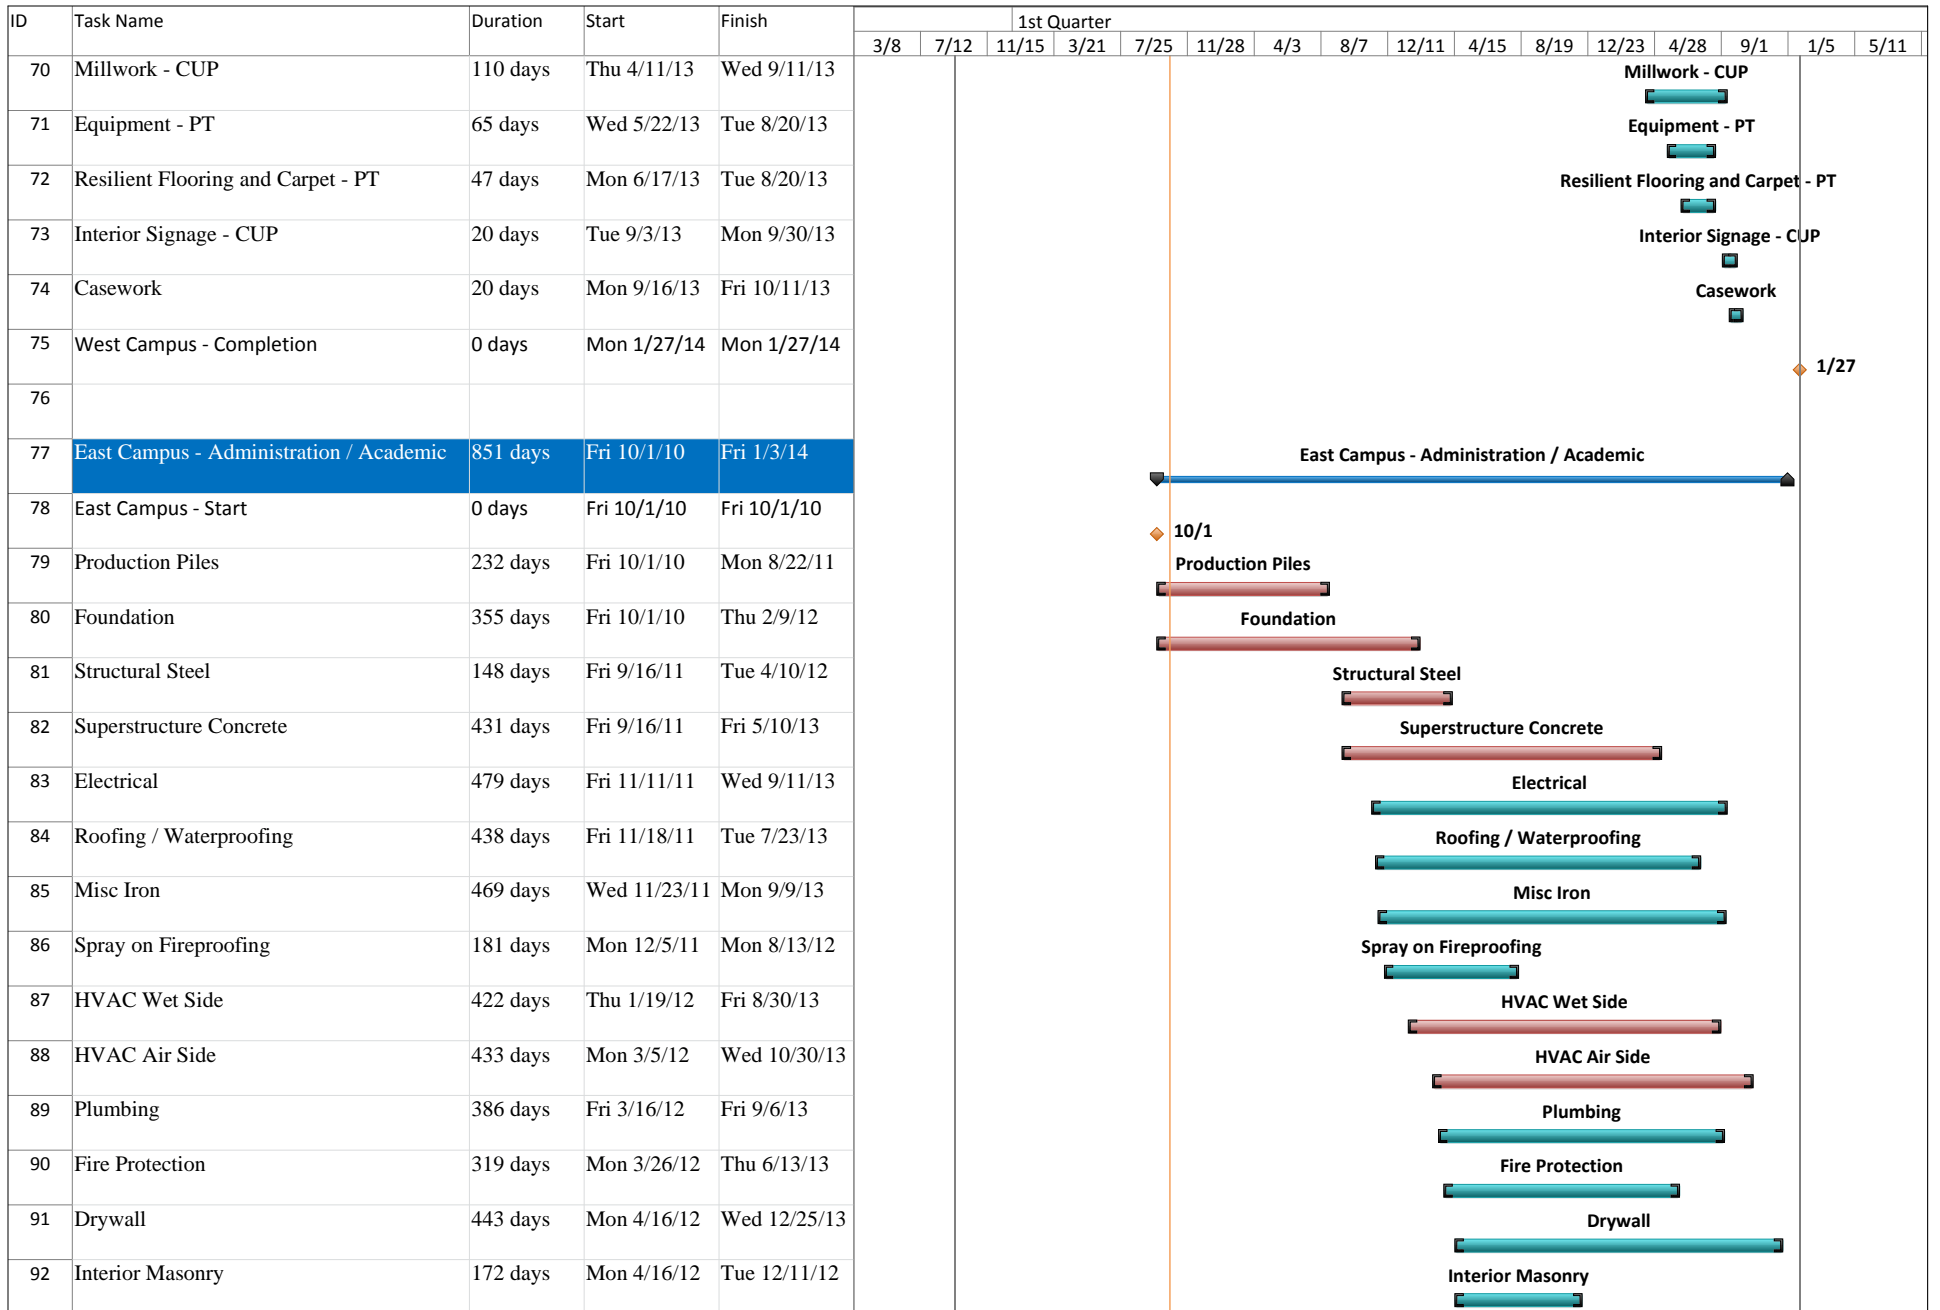 ID Task Name Duration Start Finish 1st Quarter
3/8 7/12 11/15 3/21 7/25 11/28 4/3 8/7 12/11 4/15 8/19 12/23 4/28 9/1 1/5 5/11
70 Millwork - CUP 110 days Thu 4/11/13 Wed 9/11/13 Millwork - CUP
71 Equipment - PT 65 days Wed 5/22/13 Tue 8/20/13 Equipment - PT
72 Resilient Flooring and Carpet - PT 47 days Mon 6/17/13 Tue 8/20/13 Resilient Flooring and Carpet - PT
73 Interior Signage - CUP 20 days Tue 9/3/13 Mon 9/30/13 Interior Signage - CUP
74 Casework 20 days Mon 9/16/13 Fri 10/11/13 Casework
75 West Campus - Completion 0 days Mon 1/27/14 Mon 1/27/14 1/27
76
77 East Campus - Administration / Academic 851 days Fri 10/1/10 Fri 1/3/14 East Campus - Administration / Academic
78 East Campus - Start 0 days Fri 10/1/10 Fri 10/1/10 10/1
79 Production Piles 232 days Fri 10/1/10 Mon 8/22/11 Production Piles
80 Foundation 355 days Fri 10/1/10 Thu 2/9/12 Foundation
81 Structural Steel 148 days Fri 9/16/11 Tue 4/10/12 Structural Steel
82 Superstructure Concrete 431 days Fri 9/16/11 Fri 5/10/13 Superstructure Concrete
83 Electrical 479 days Fri 11/11/11 Wed 9/11/13 Electrical
84 Roofing / Waterproofing 438 days Fri 11/18/11 Tue 7/23/13 Roofing / Waterproofing
85 Misc Iron 469 days Wed 11/23/11 Mon 9/9/13 Misc Iron
86 Spray on Fireproofing 181 days Mon 12/5/11 Mon 8/13/12 Spray on Fireproofing
87 HVAC Wet Side 422 days Thu 1/19/12 Fri 8/30/13 HVAC Wet Side
88 HVAC Air Side 433 days Mon 3/5/12 Wed 10/30/13 HVAC Air Side
89 Plumbing 386 days Fri 3/16/12 Fri 9/6/13 Plumbing
90 Fire Protection 319 days Mon 3/26/12 Thu 6/13/13 Fire Protection
91 Drywall 443 days Mon 4/16/12 Wed 12/25/13 Drywall
92 Interior Masonry 172 days Mon 4/16/12 Tue 12/11/12 Interior Masonry